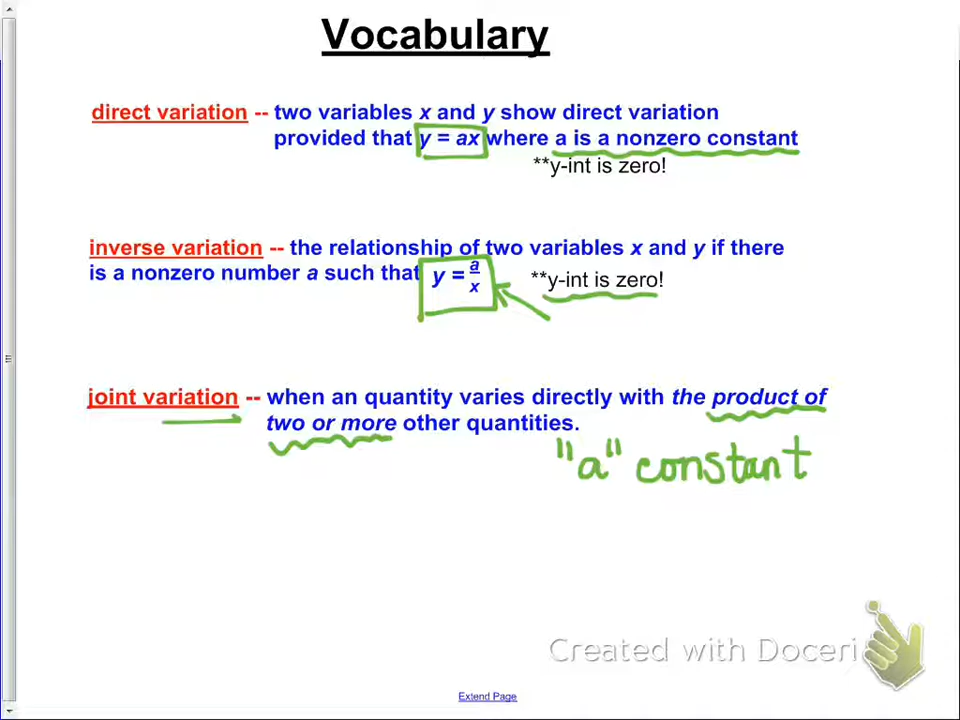 Vocabulary
direct variation -- two variables x and y show direct variation
provided that y = ax where a is a nonzero constant
**y-int is zero!
inverse variation -- the relationship of two variables x and y if there
is a nonzero number a such that y = a/x **y-int is zero!
joint variation -- when an quantity varies directly with the product of
two or more other quantities.
"a" constant
Created with Doceri
Extend Page